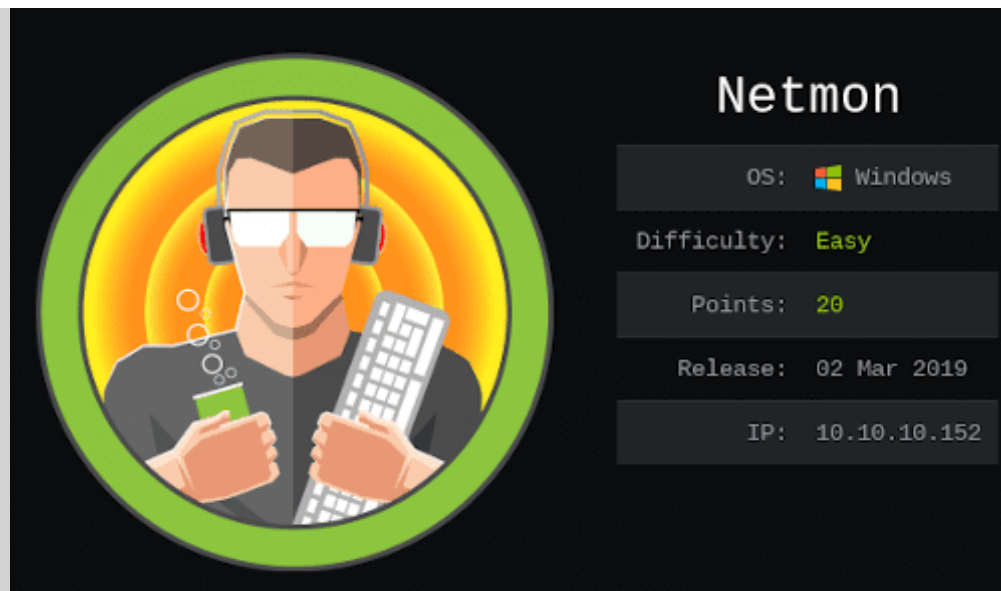 Netmon
OS: Windows
Difficulty: Easy
Points: 20
Release: 02 Mar 2019
IP: 10.10.10.152